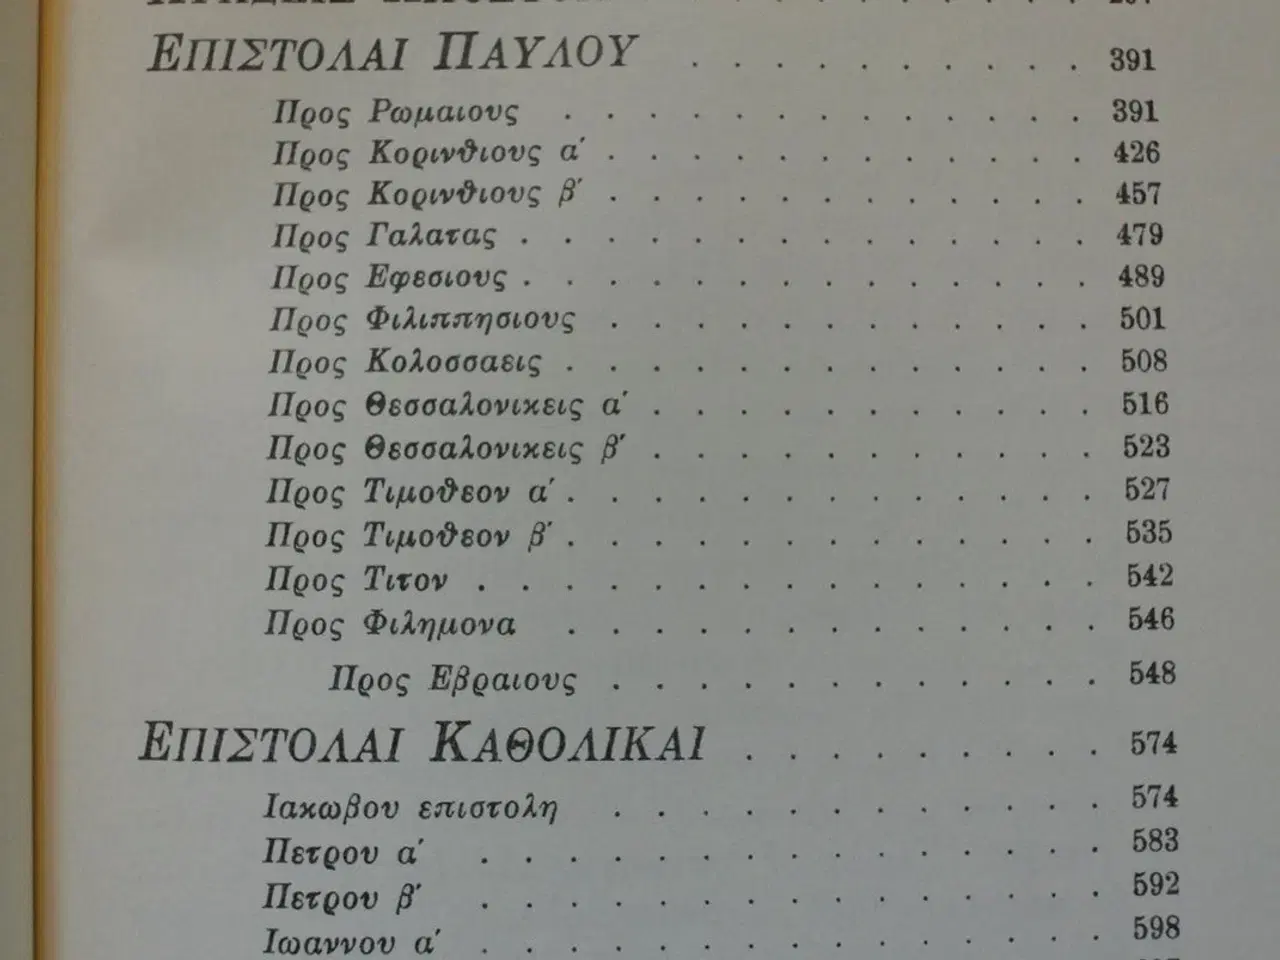 ΕΠΙΣΤΟΛΑΙ ΠΑΥΛΟΥ . . . . . . . . . . 391
Προς Ρωμαιους . . . . . . . . . . . . . 391
Προς Κορινϑιους α΄ . . . . . . . . . . . . 426
Προς Κορινϑιους β΄ . . . . . . . . . . . . 457
Προς Γαλατας . . . . . . . . . . . . . . 479
Προς Εφεσιους . . . . . . . . . . . . . . 489
Προς Φιλιππησιους . . . . . . . . . . . . 501
Προς Κολοσσαεις . . . . . . . . . . . . . 508
Προς Θεσσαλονικεις α΄ . . . . . . . . . . . 516
Προς Θεσσαλονικεις β΄ . . . . . . . . . . . 523
Προς Τιμοϑεον α΄ . . . . . . . . . . . . . 527
Προς Τιμοϑεον β΄ . . . . . . . . . . . . . 535
Προς Τιτον . . . . . . . . . . . . . . . 542
Προς Φιλημονα . . . . . . . . . . . . . 546
Προς Εβραιους . . . . . . . . . . . . 548
ΕΠΙΣΤΟΛΑΙ ΚΑΘΟΛΙΚΑΙ . . . . . . . . . 574
Ιακωβου επιστολη . . . . . . . . . . . . 574
Πετρου α΄ . . . . . . . . . . . . . . . 583
Πετρου β΄ . . . . . . . . . . . . . . . 592
Ιωαννου α΄ . . . . . . . . . . . . . . . 598